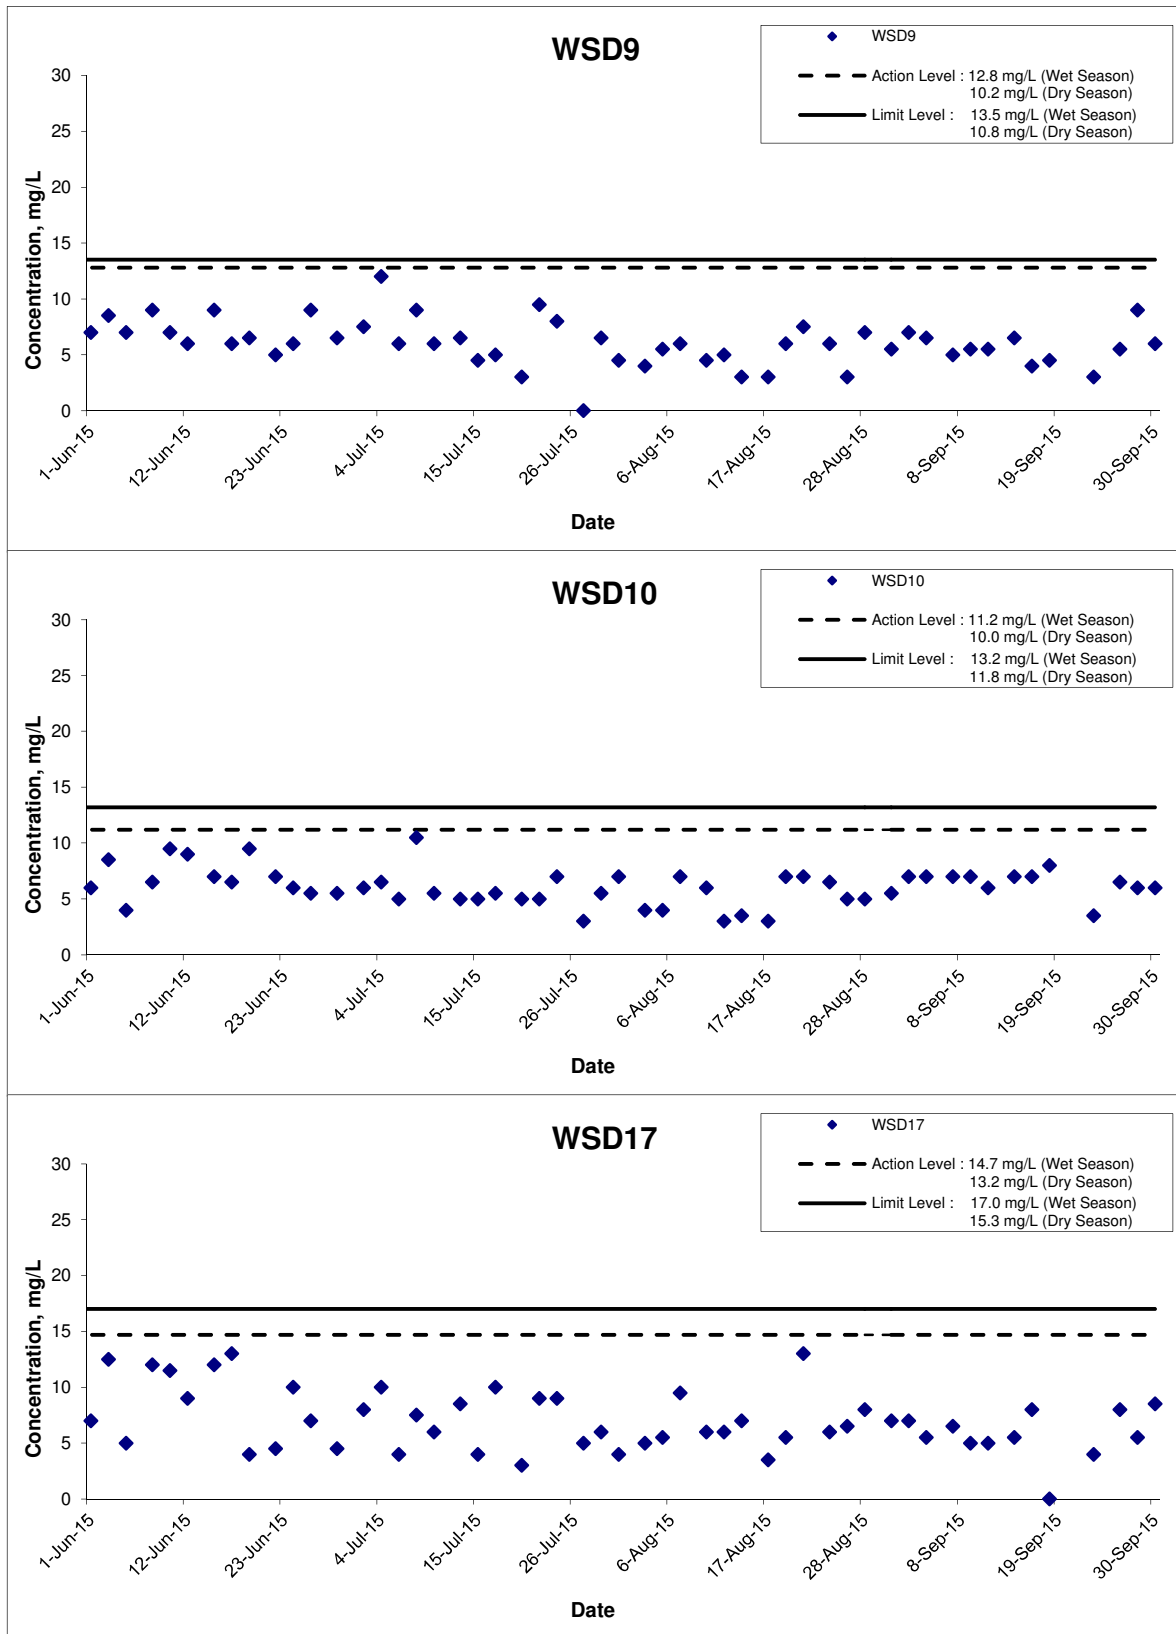 WSD9
WSD9
Action Level : 12.8 mg/L (Wet Season)
10.2 mg/L (Dry Season)
Limit Level : 13.5 mg/L (Wet Season)
10.8 mg/L (Dry Season)
Concentration, mg/L
30
25
20
15
10
5
0
1-Jun-15
12-Jun-15
23-Jun-15
4-Jul-15
15-Jul-15
26-Jul-15
6-Aug-15
17-Aug-15
28-Aug-15
8-Sep-15
19-Sep-15
30-Sep-15
Date
WSD10
WSD10
Action Level : 11.2 mg/L (Wet Season)
10.0 mg/L (Dry Season)
Limit Level : 13.2 mg/L (Wet Season)
11.8 mg/L (Dry Season)
Concentration, mg/L
30
25
20
15
10
5
0
1-Jun-15
12-Jun-15
23-Jun-15
4-Jul-15
15-Jul-15
26-Jul-15
6-Aug-15
17-Aug-15
28-Aug-15
8-Sep-15
19-Sep-15
30-Sep-15
Date
WSD17
WSD17
Action Level : 14.7 mg/L (Wet Season)
13.2 mg/L (Dry Season)
Limit Level : 17.0 mg/L (Wet Season)
15.3 mg/L (Dry Season)
Concentration, mg/L
30
25
20
15
10
5
0
1-Jun-15
12-Jun-15
23-Jun-15
4-Jul-15
15-Jul-15
26-Jul-15
6-Aug-15
17-Aug-15
28-Aug-15
8-Sep-15
19-Sep-15
30-Sep-15
Date